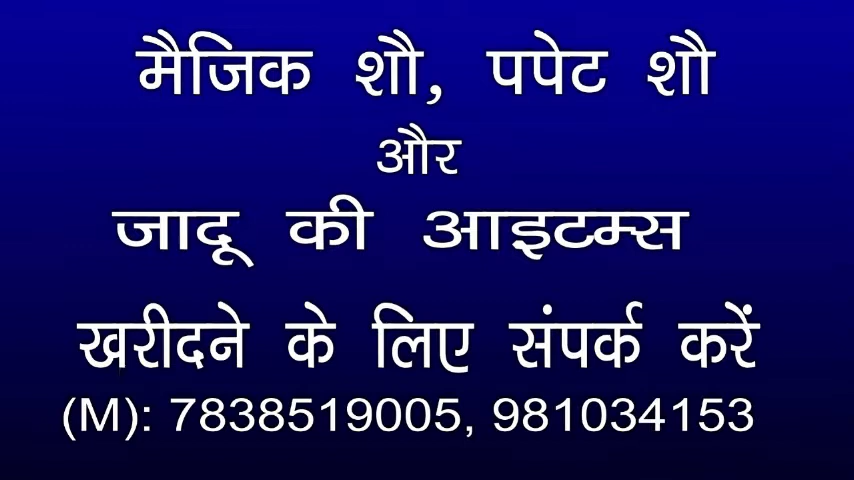 मैजिक शौ, पपेट शौ
और
जादू की आइटम्स
खरीदने के लिए संपर्क करें
(M): 7838519005, 981034153